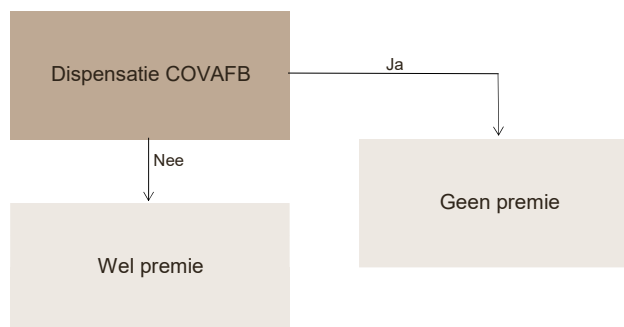 Dispensatie COVAFB
Ja
Nee
Geen premie
Wel premie